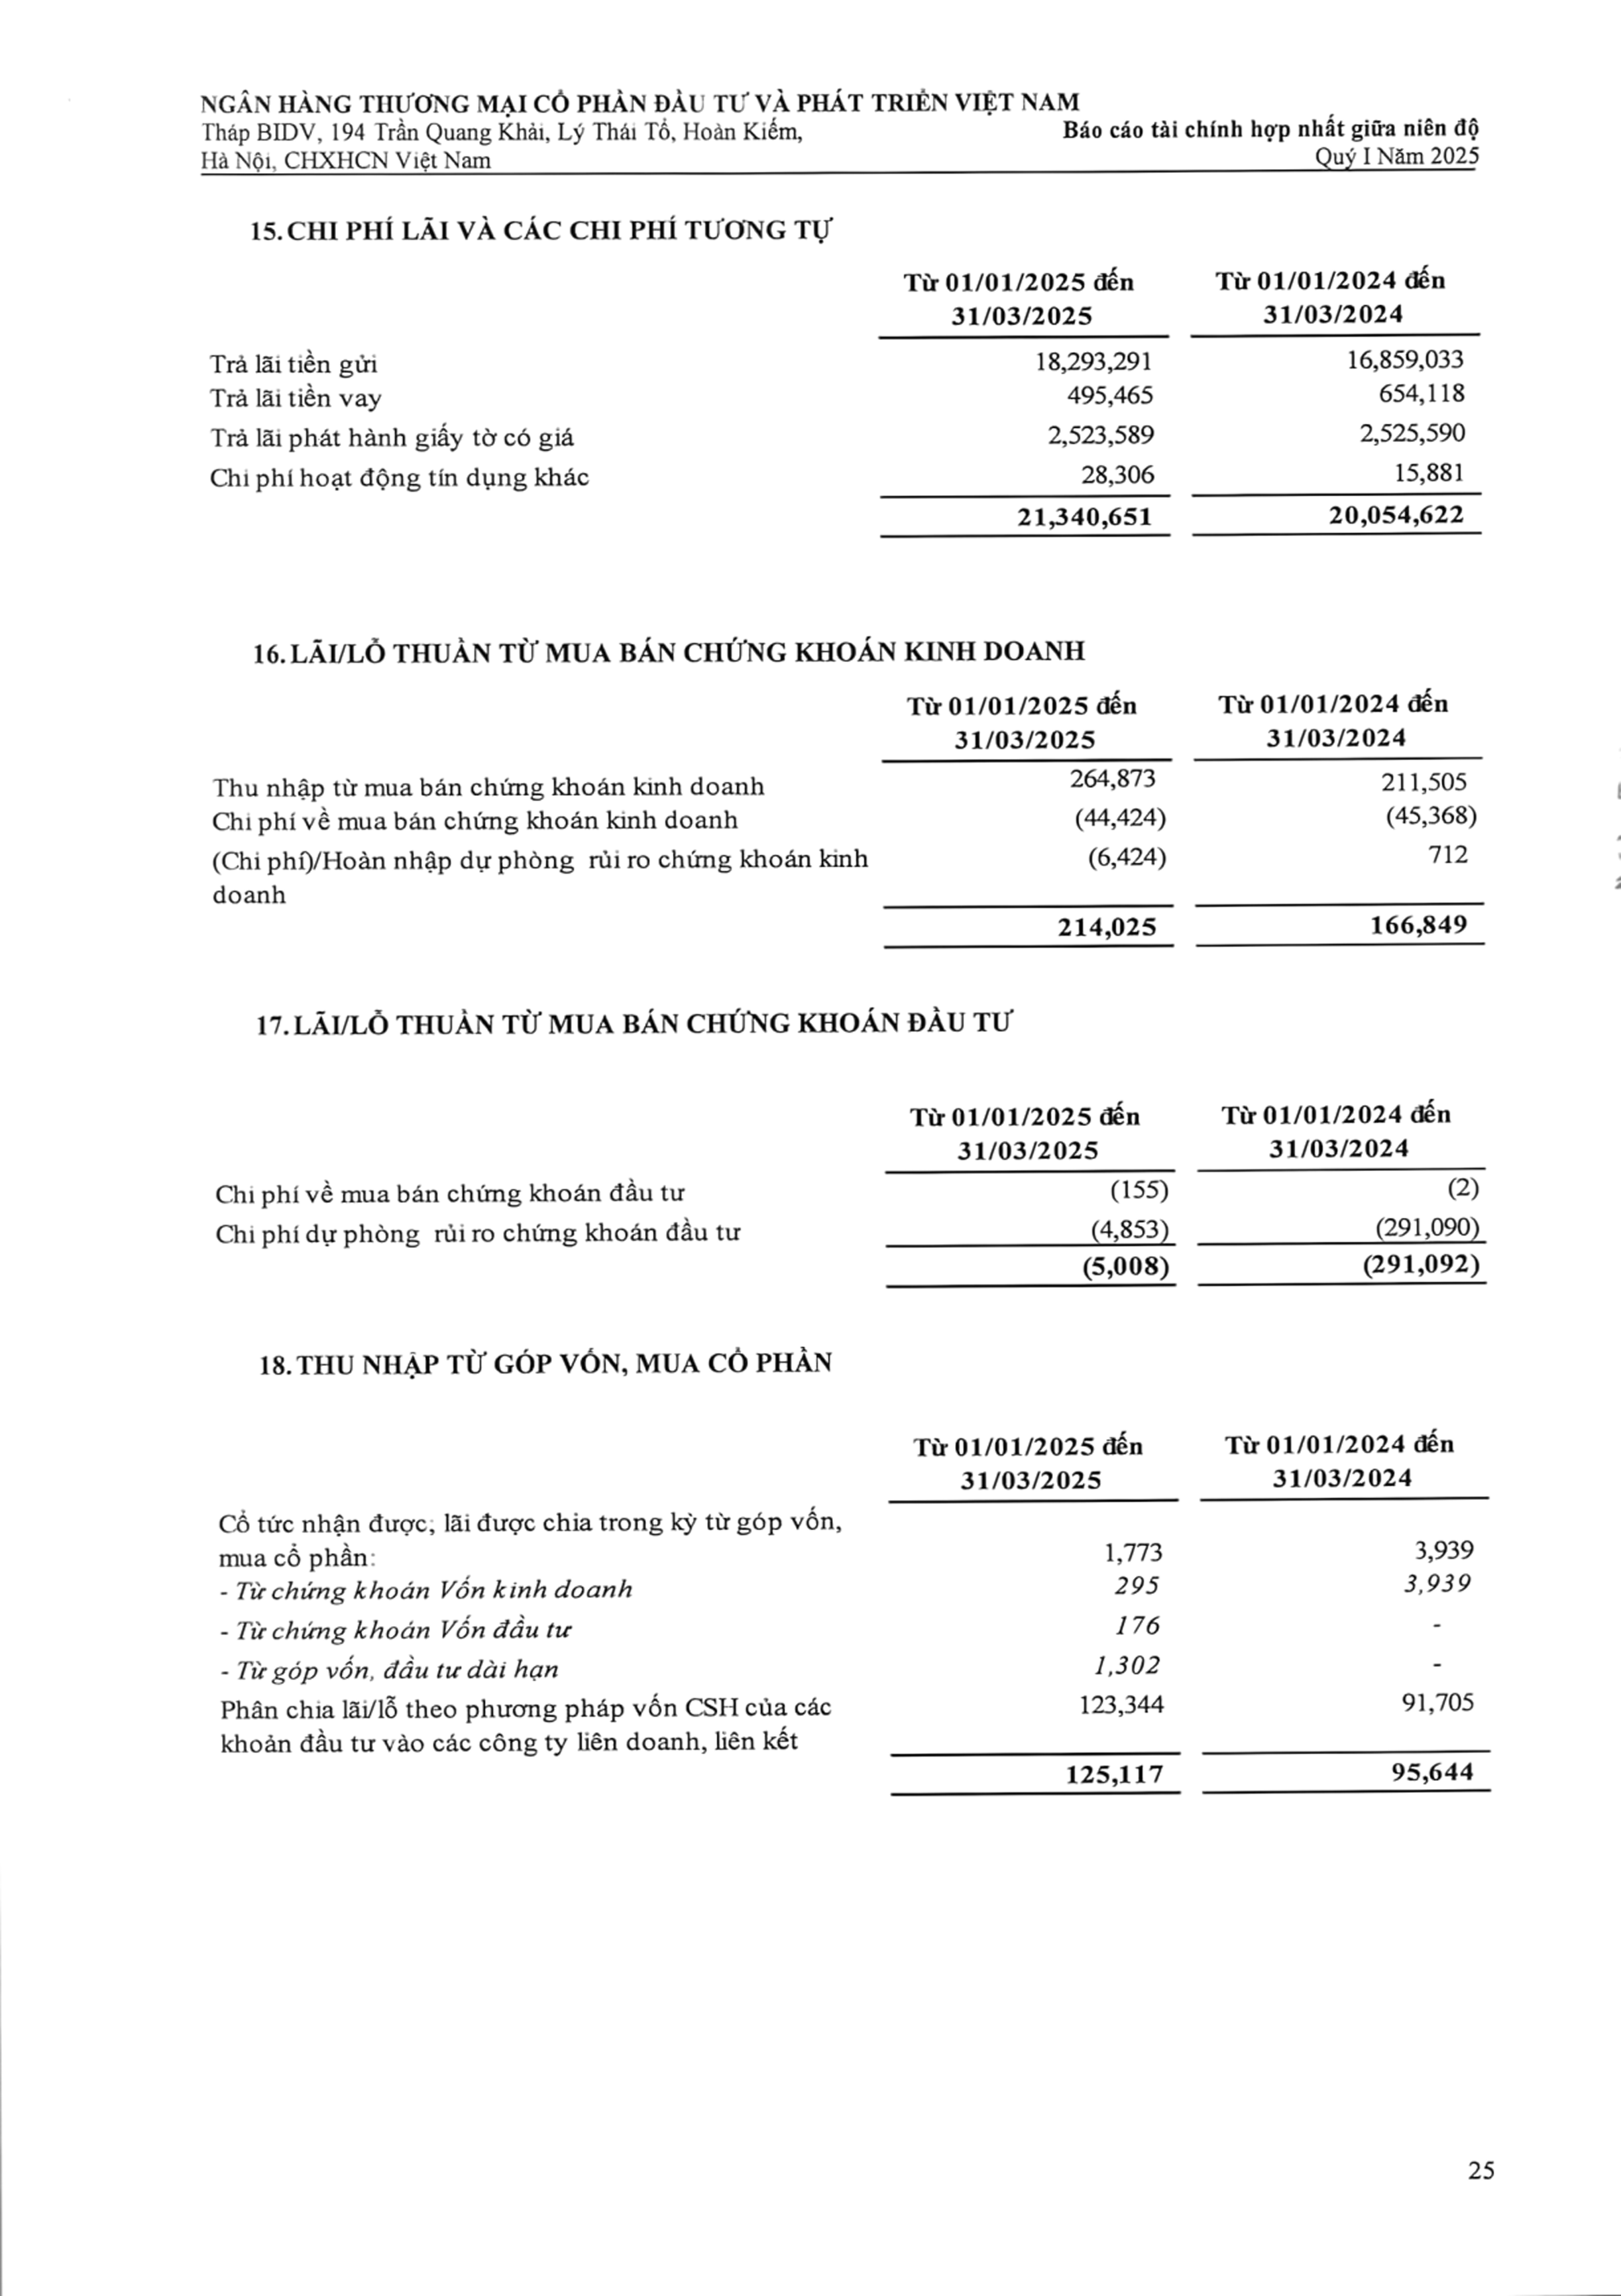 NGÂN HÀNG THƯƠNG MẠI CỔ PHẦN ĐẦU TƯ VÀ PHÁT TRIỂN VIỆT NAM
Tháp BIDV, 194 Trần Quang Khải, Lý Thái Tổ, Hoàn Kiếm, Báo cáo tài chính hợp nhất giữa niên độ
Hà Nội, CHXHCN Việt Nam Quý I Năm 2025
15. CHI PHÍ LÃI VÀ CÁC CHI PHÍ TƯƠNG TỰ
Từ 01/01/2025 đến Từ 01/01/2024 đến
31/03/2025 31/03/2024
Trả lãi tiền gửi 18,293,291 16,859,033
Trả lãi tiền vay 495,465 654,118
Trả lãi phát hành giấy tờ có giá 2,523,589 2,525,590
Chi phí hoạt động tín dụng khác 28,306 15,881
21,340,651 20,054,622
16. LÃI/LỖ THUẦN TỪ MUA BÁN CHỨNG KHOÁN KINH DOANH
Từ 01/01/2025 đến Từ 01/01/2024 đến
31/03/2025 31/03/2024
Thu nhập từ mua bán chứng khoán kinh doanh 264,873 211,505
Chi phí về mua bán chứng khoán kinh doanh (44,424) (45,368)
(Chi phí)/Hoàn nhập dự phòng rủi ro chứng khoán kinh (6,424) 712
doanh
214,025 166,849
17. LÃI/LỖ THUẦN TỪ MUA BÁN CHỨNG KHOÁN ĐẦU TƯ
Từ 01/01/2025 đến Từ 01/01/2024 đến
31/03/2025 31/03/2024
Chi phí về mua bán chứng khoán đầu tư (155) (2)
Chi phí dự phòng rủi ro chứng khoán đầu tư (4,853) (291,090)
(5,008) (291,092)
18. THU NHẬP TỪ GÓP VỐN, MUA CỔ PHẦN
Từ 01/01/2025 đến Từ 01/01/2024 đến
31/03/2025 31/03/2024
Cổ tức nhận được; lãi được chia trong kỳ từ góp vốn,
mua cổ phần: 1,773 3,939
- Từ chứng khoán Vốn kinh doanh 295 3,939
- Từ chứng khoán Vốn đầu tư 176 -
- Từ góp vốn, đầu tư dài hạn 1,302 -
Phân chia lãi/lỗ theo phương pháp vốn CSH của các 123,344 91,705
khoản đầu tư vào các công ty liên doanh, liên kết
125,117 95,644
25